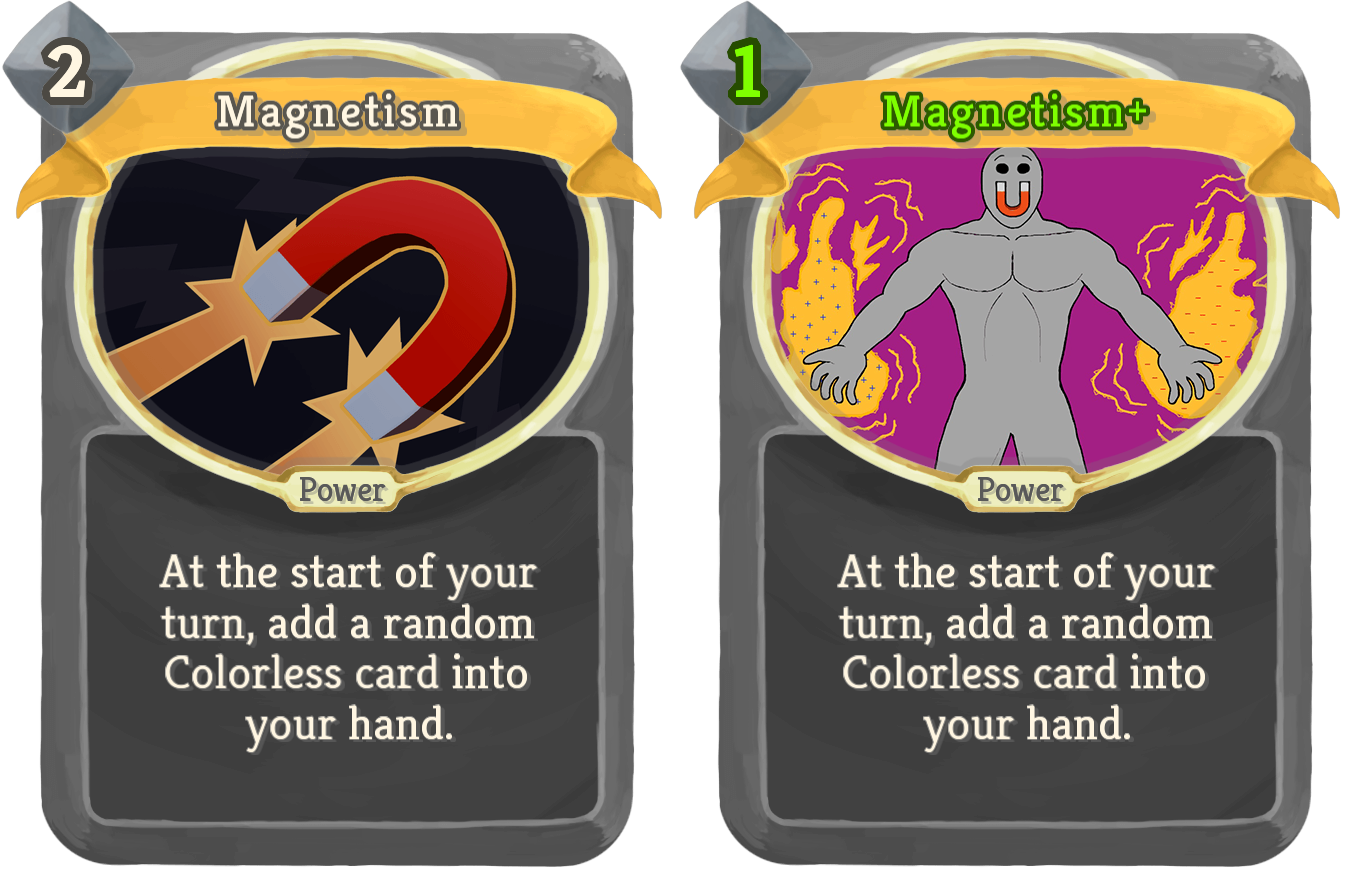 2
Magnetism
Power
At the start of your
turn, add a random
Colorless card into
your hand.
1
Magnetism+
Power
At the start of your
turn, add a random
Colorless card into
your hand.